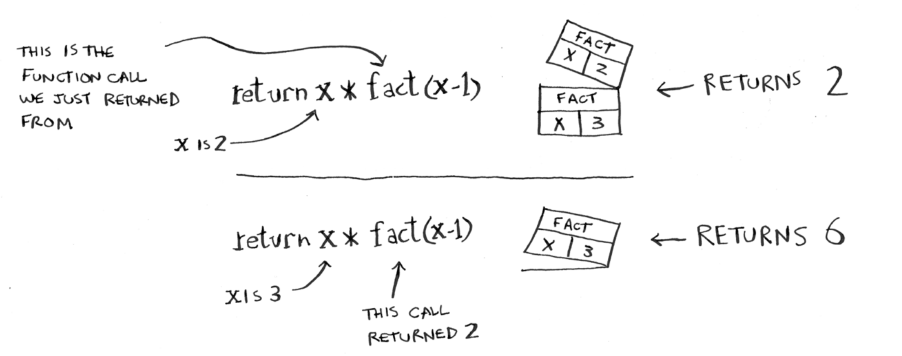 THIS IS THE
FUNCTION CALL
WE JUST RETURNED
FROM
return x * fact(x-1)
X IS 2
FACT
X 2
FACT
X 3
← RETURNS 2
return x * fact(x-1)
X IS 3
THIS CALL
RETURNED 2
FACT
X 3
← RETURNS 6